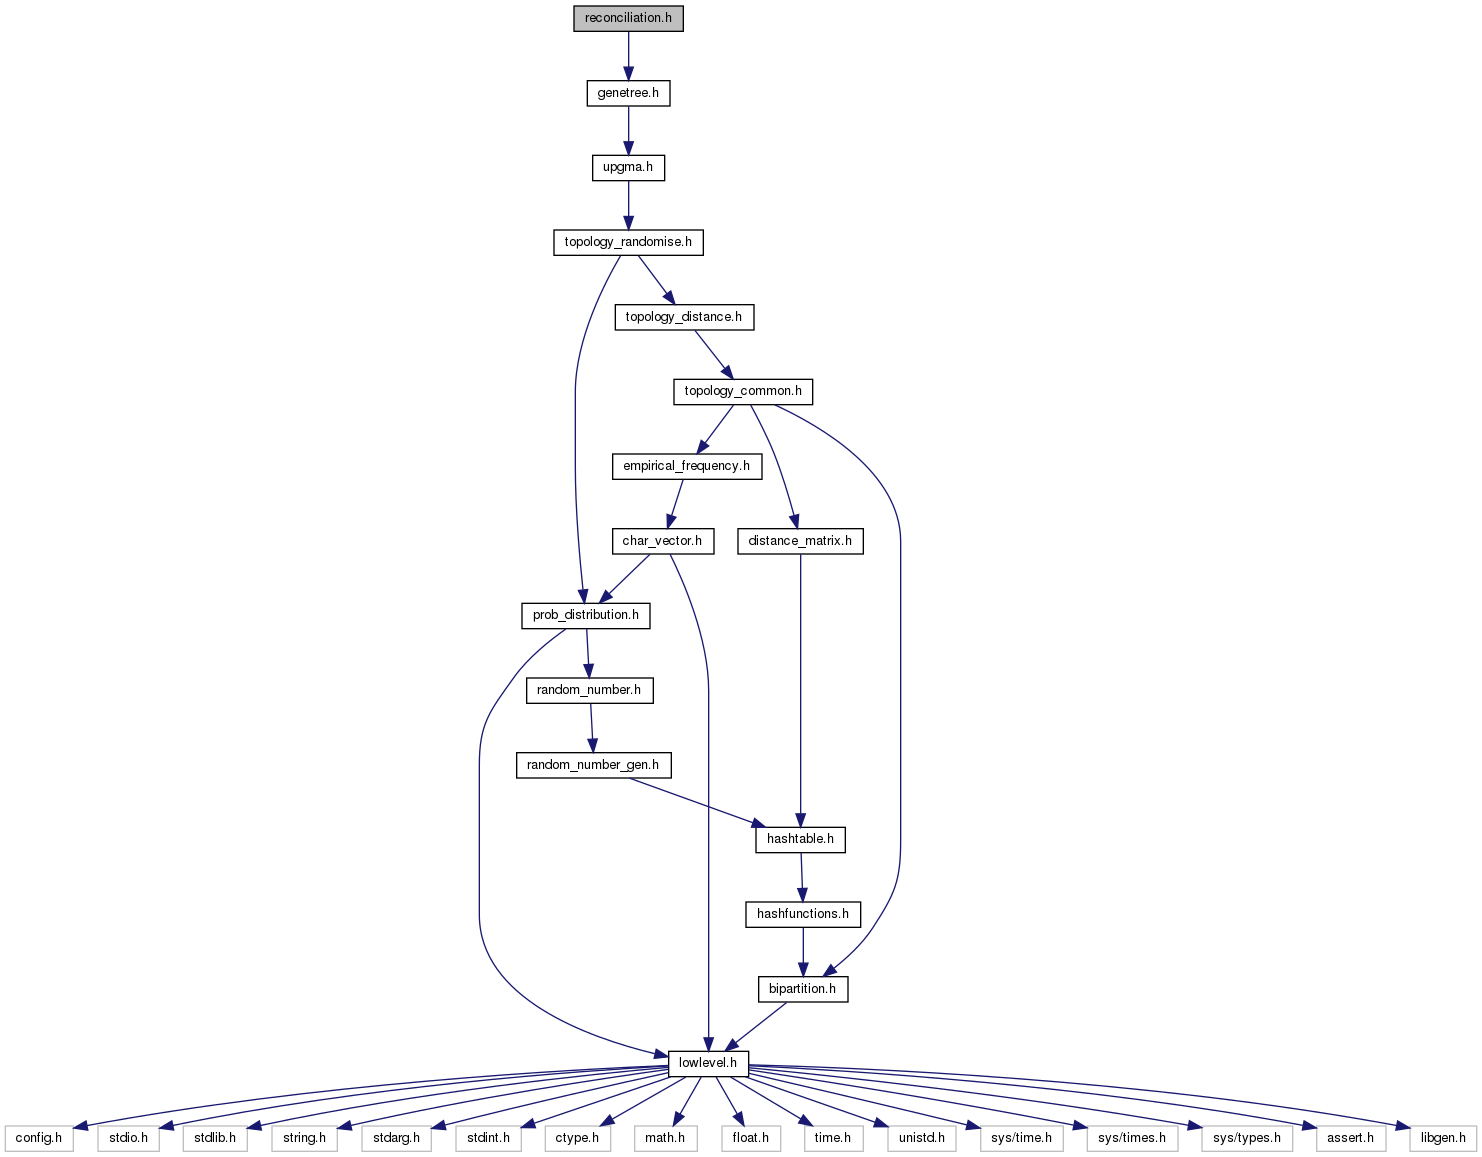 reconciliation.h
genetree.h
upgma.h
topology_randomise.h
topology_distance.h
topology_common.h
empirical_frequency.h
char_vector.h
distance_matrix.h
prob_distribution.h
random_number.h
random_number_gen.h
hashtable.h
hashfunctions.h
bipartition.h
lowlevel.h
config.h
stdio.h
stdlib.h
string.h
stdarg.h
stdint.h
ctype.h
math.h
float.h
time.h
unistd.h
sys/time.h
sys/times.h
sys/types.h
assert.h
libgen.h